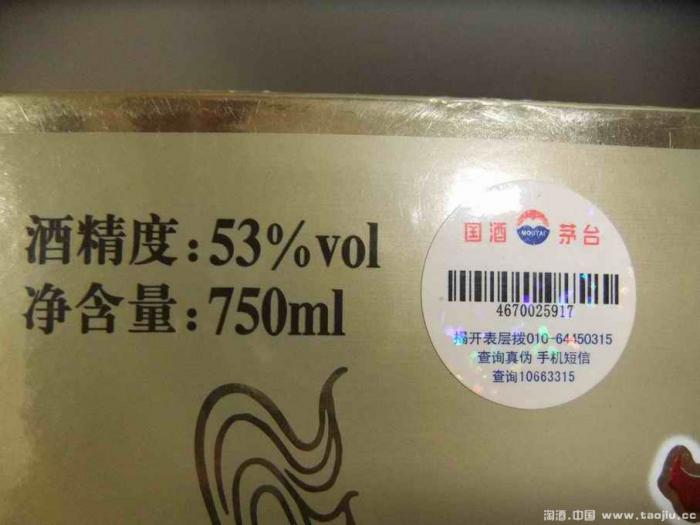 酒精度:53%vol
净含量:750ml
国酒 MOUTAI 茅台
4670025917
揭开表层拨010-64450315
查询真伪 手机短信
查询10663315
淘酒.中国 www.taojiu.cc